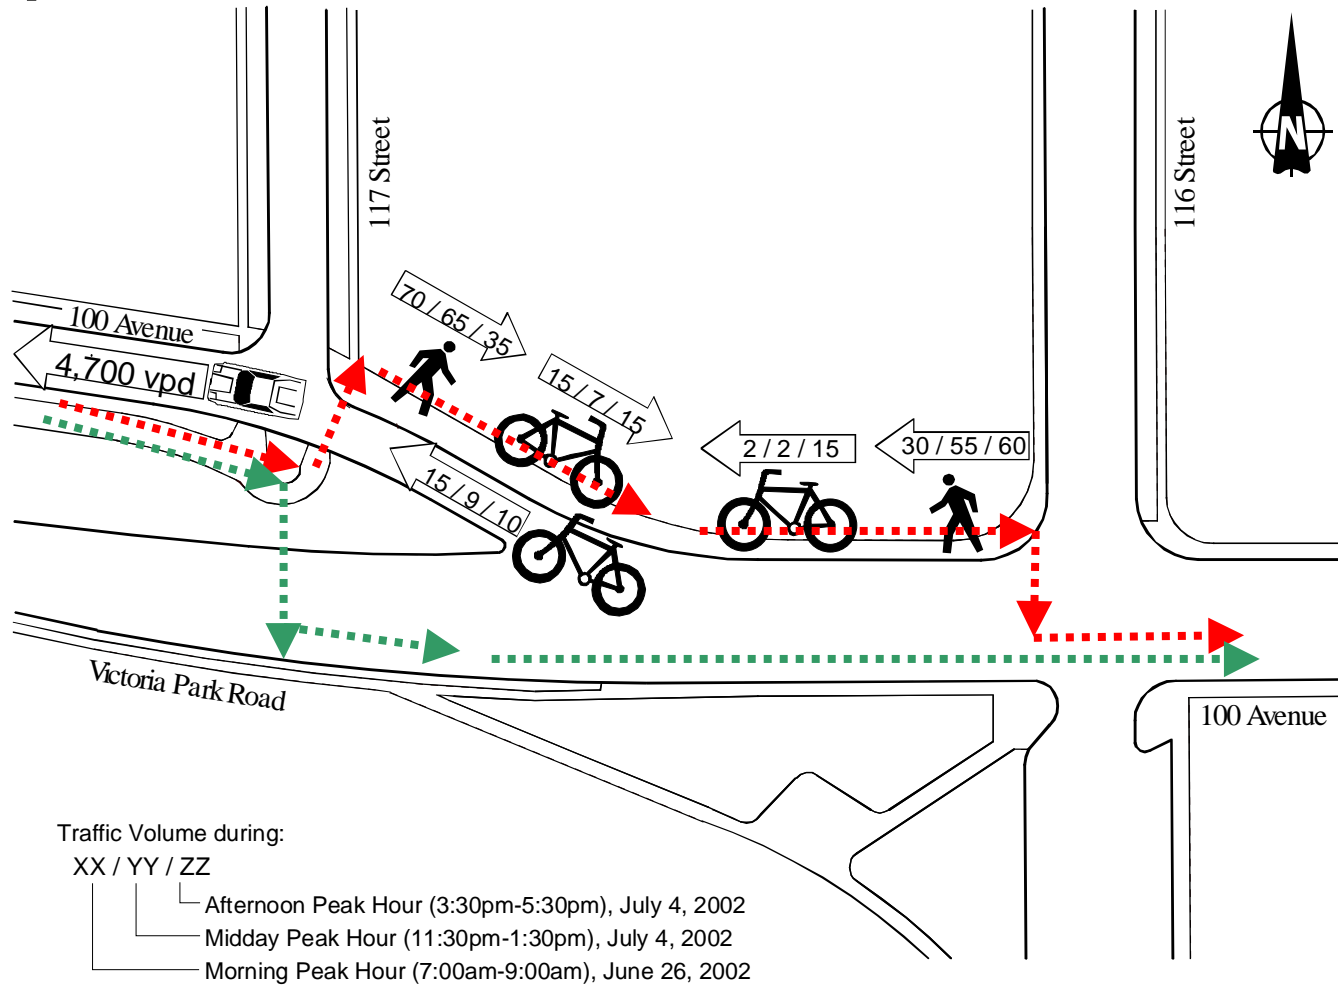 117 Street
116 Street
N
70 / 65 / 35
100 Avenue
4,700 vpd
15 / 7 / 15
2 / 2 / 15
30 / 55 / 60
15 / 9 / 10
Victoria Park Road
100 Avenue
Traffic Volume during:
XX / YY / ZZ
Afternoon Peak Hour (3:30pm-5:30pm), July 4, 2002
Midday Peak Hour (11:30pm-1:30pm), July 4, 2002
Morning Peak Hour (7:00am-9:00am), June 26, 2002